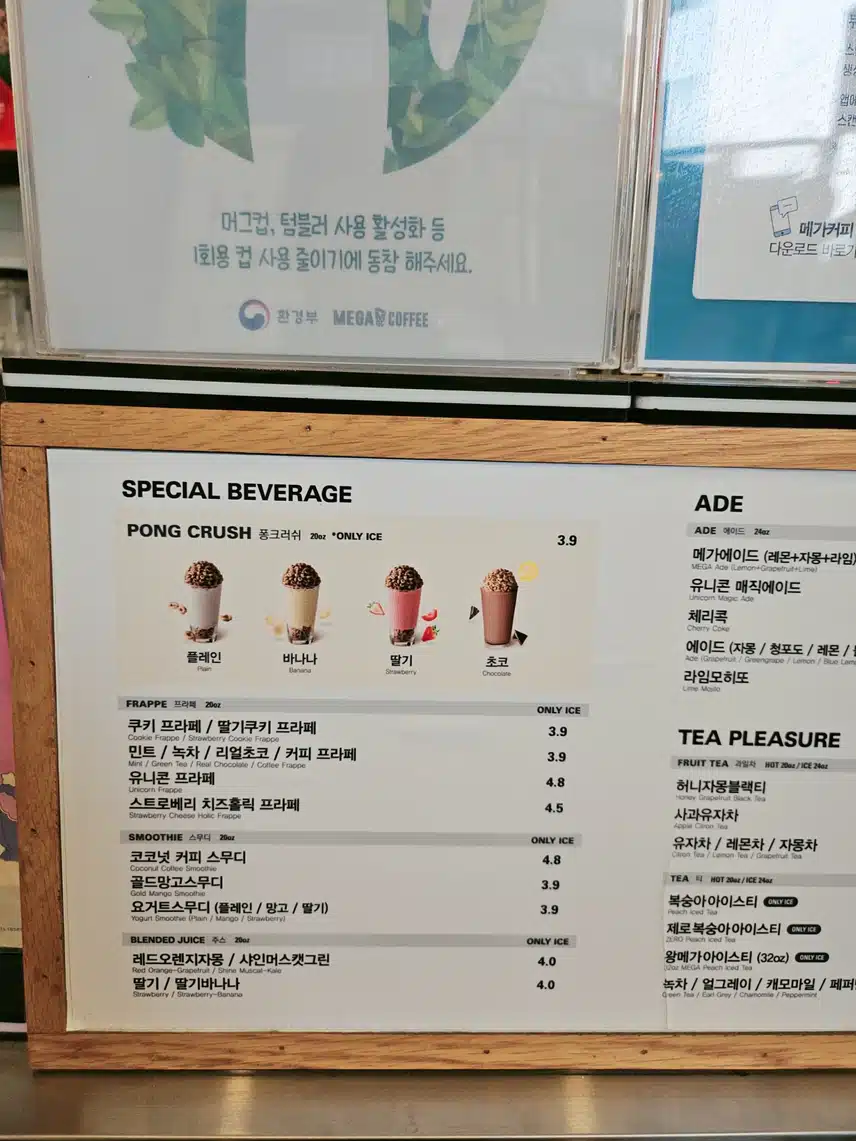 머그컵, 텀블러 사용 활성화 등
1회용 컵 사용 줄이기에 동참 해주세요.
환경부 MEGA COFFEE
메가커피
다운로드 바로가
SPECIAL BEVERAGE
PONG CRUSH 퐁크러쉬 20oz *ONLY ICE 3.9
플레인 바나나 딸기 초코
Plain Banana Strawberry Chocolate
FRAPPE 프라페 20oz ONLY ICE
쿠키 프라페 / 딸기쿠키 프라페 3.9
Cookie Frappe / Strawberry Cookie Frappe
민트 / 녹차 / 리얼초코 / 커피 프라페 3.9
Mint / Green Tea / Real Chocolate / Coffee Frappe
유니콘 프라페 4.8
Unicorn Frappe
스트로베리 치즈홀릭 프라페 4.5
Strawberry Cheese Holic Frappe
SMOOTHIE 스무디 20oz ONLY ICE
코코넛 커피 스무디 4.8
Coconut Coffee Smoothie
골드망고스무디 3.9
Gold Mango Smoothie
요거트스무디 (플레인 / 망고 / 딸기) 3.9
Yogurt Smoothie (Plain / Mango / Strawberry)
BLENDED JUICE 주스 20oz ONLY ICE
레드오렌지자몽 / 샤인머스캣그린 4.0
Red Orange-Grapefruit / Shine Muscat-Kale
딸기 / 딸기바나나 4.0
Strawberry / Strawberry-Banana
ADE
ADE 에이드 24oz
메가에이드 (레몬+자몽+라임)
MEGA Ade (Lemon+Grapefruit+Lime)
유니콘 매직에이드
Unicorn Magic Ade
체리콕
Cherry Coke
에이드 (자몽 / 청포도 / 레몬 /
Ade (Grapefruit / Greengrape / Lemon / Blue
라임모히또
Lime Mojito
TEA PLEASURE
FRUIT TEA 과일차 HOT 20oz / ICE 24oz
허니자몽블랙티
Honey Grapefruit Black Tea
사과유자차
Apple Citron Tea
유자차 / 레몬차 / 자몽차
Citron Tea / Lemon Tea / Grapefruit Tea
TEA 티 HOT 20oz / ICE 24oz
복숭아아이스티 ONLY ICE
Peach Iced Tea
제로복숭아아이스티 ONLY ICE
ZERO Peach Iced Tea
왕메가아이스티 (32oz) ONLY ICE
32oz MEGA Peach Iced Tea
녹차 / 얼그레이 / 캐모마일 /
Green Tea / Earl Grey / Chamomile / Peppermint